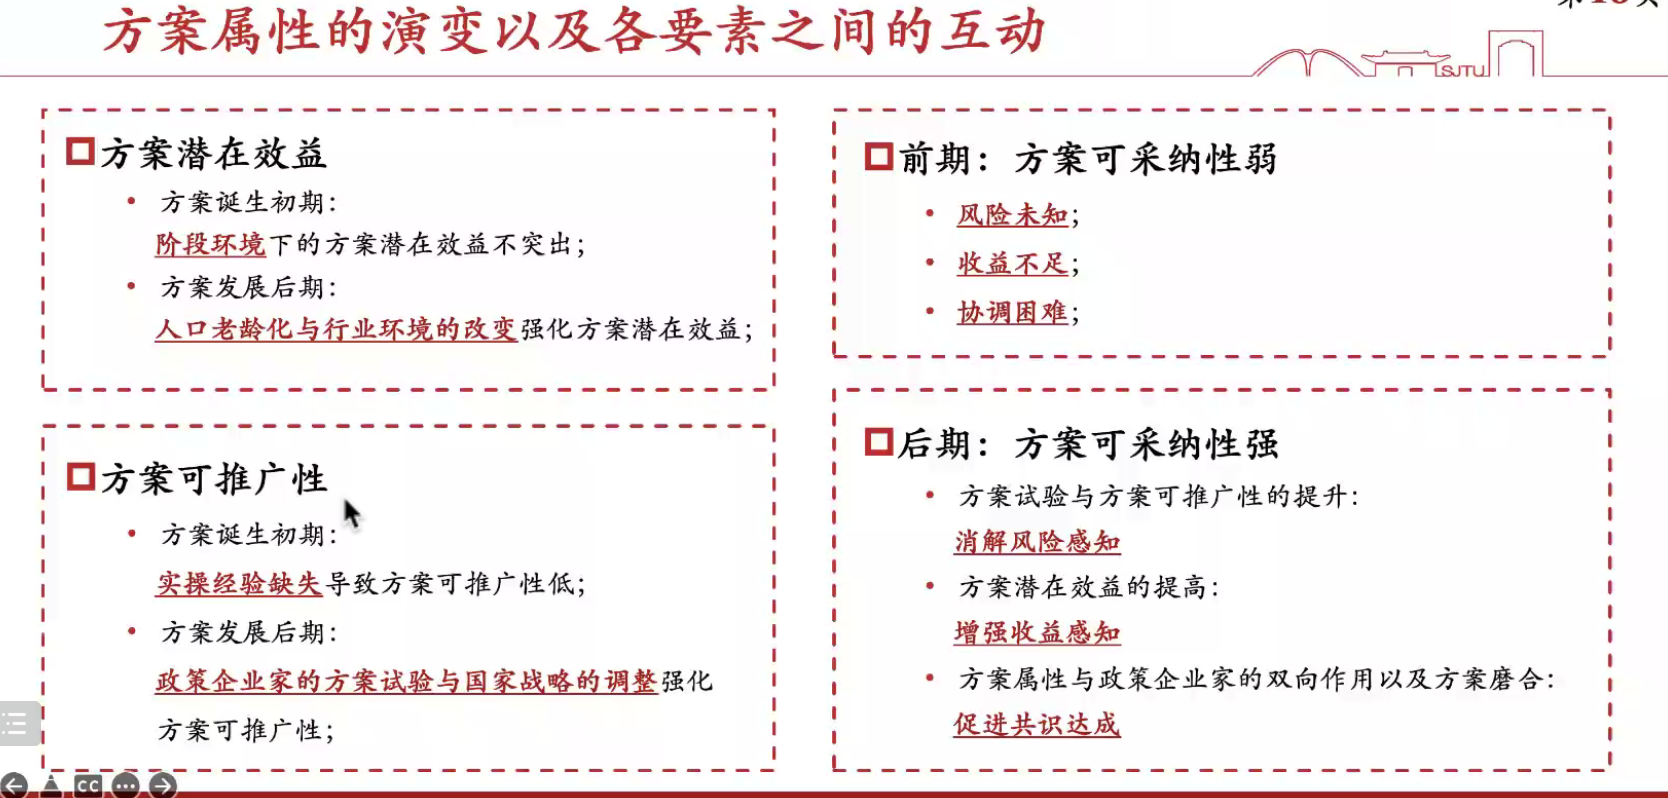 方案属性的演变以及各要素之间的互动
SJTU
方案潜在效益
• 方案诞生初期：
阶段环境下的方案潜在效益不突出；
• 方案发展后期：
人口老龄化与行业环境的改变强化方案潜在效益；
方案可推广性
• 方案诞生初期：
实操经验缺失导致方案可推广性低；
• 方案发展后期：
政策企业家的方案试验与国家战略的调整强化
方案可推广性；
前期：方案可采纳性弱
• 风险未知；
• 收益不足；
• 协调困难；
后期：方案可采纳性强
• 方案试验与方案可推广性的提升：
消解风险感知
• 方案潜在效益的提高：
增强收益感知
• 方案属性与政策企业家的双向作用以及方案磨合：
促进共识达成
CC